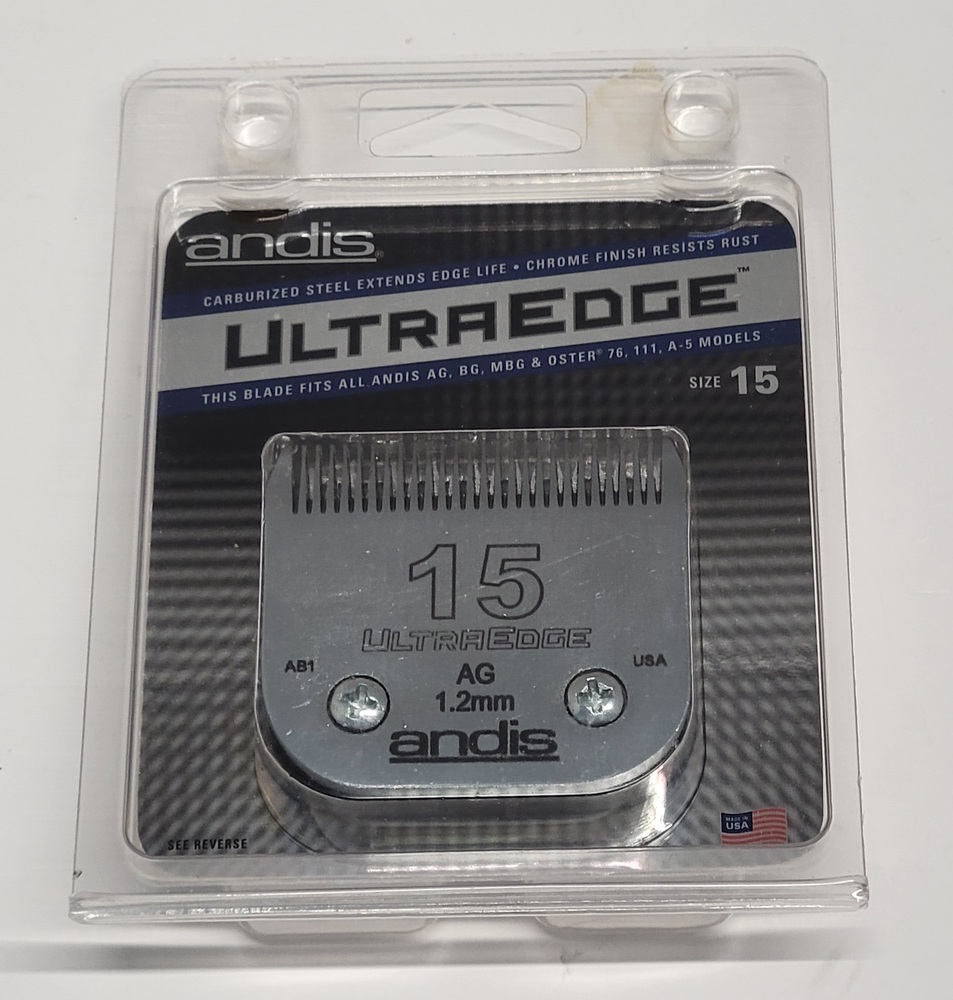 andis®
CARBURIZED STEEL EXTENDS EDGE LIFE • CHROME FINISH RESISTS RUST
ULTRAEDGE™
THIS BLADE FITS ALL ANDIS AG, BG, MBG & OSTER® 76, 111, A-5 MODELS
SIZE 15
15
ULTRAEDGE
AB1 USA
AG
1.2mm
andis
MADE IN
USA
SEE REVERSE